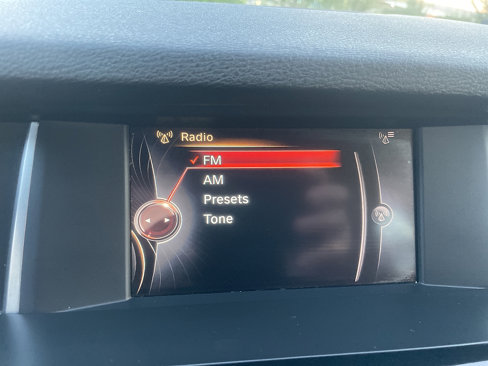 Radio
FM
AM
Presets
Tone